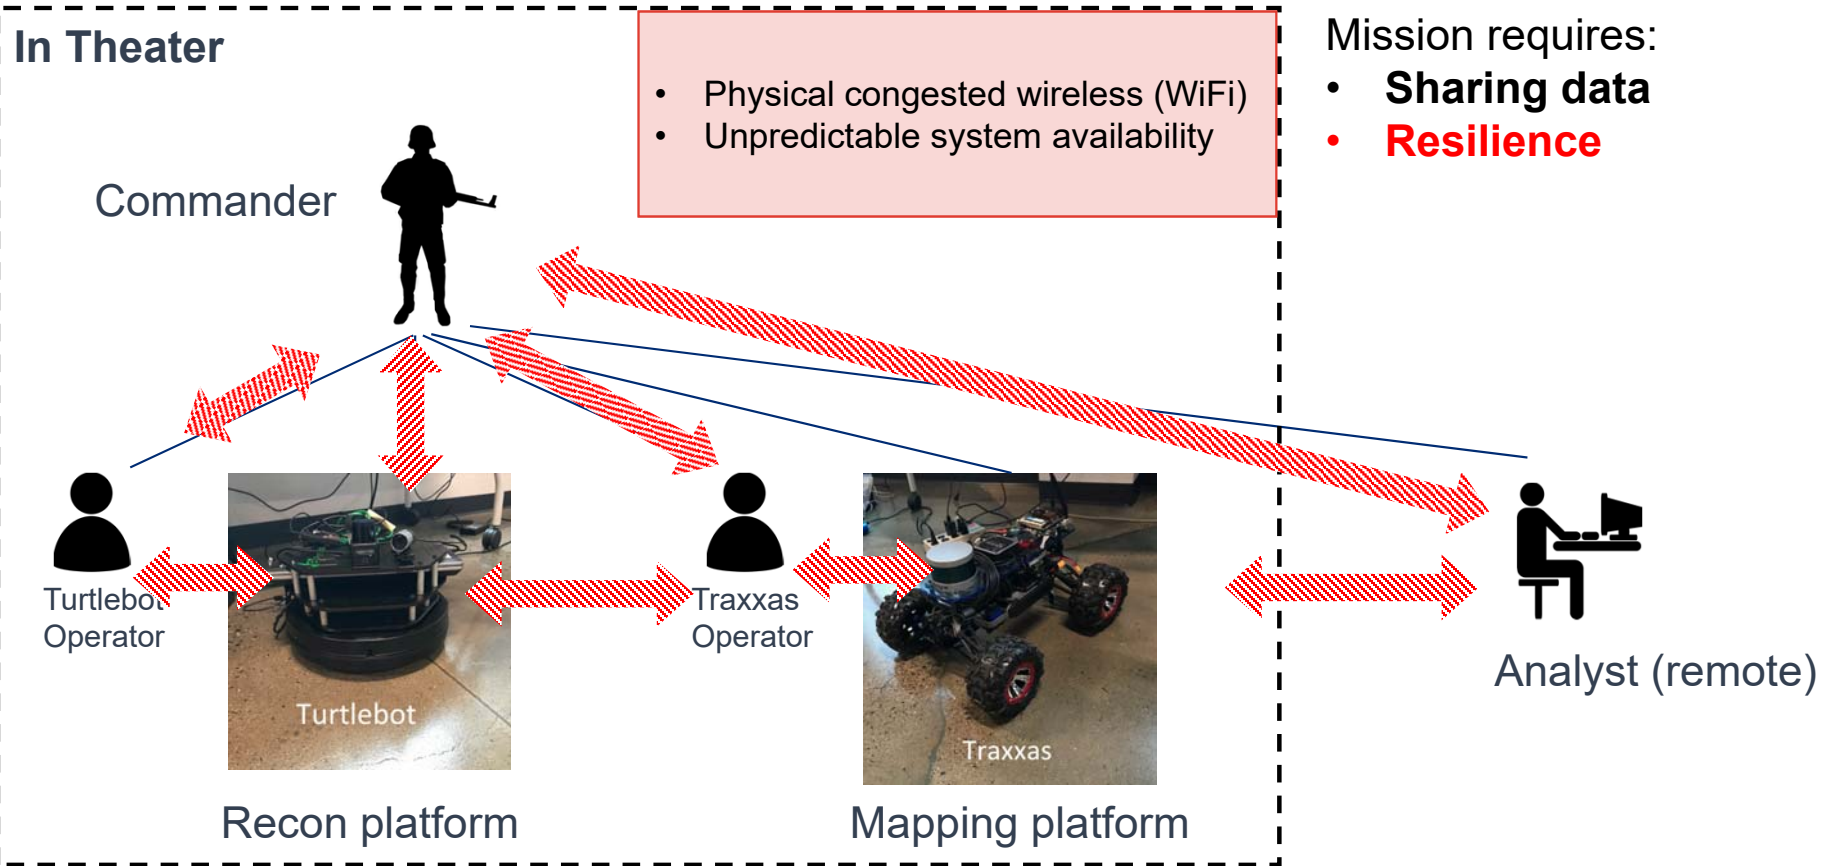 In Theater
• Physical congested wireless (WiFi)
• Unpredictable system availability
Mission requires:
• Sharing data
• Resilience
Commander
Turtlebot
Operator
Turtlebot
Recon platform
Traxxas
Operator
Traxxas
Mapping platform
Analyst (remote)